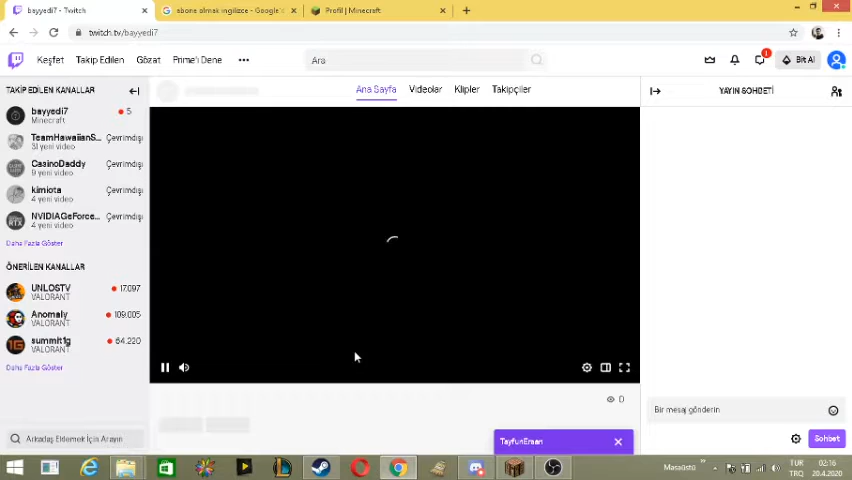 bayyedi7 - Twitch
abone olmak ingilizce - Google'd
Profil | Minecraft
twitch.tv/bayyedi7
Keşfet
Takip Edilen
Gözat
Prime'i Dene
Ara
1
Bit Al
TAKİP EDİLEN KANALLAR
bayyedi7
5
Minecraft
TeamHawaiianS...
Çevrimdışı
31 yeni video
CasinoDaddy
Çevrimdışı
9 yeni video
kimiota
Çevrimdışı
4 yeni video
NVIDIAGeForce...
Çevrimdışı
4 yeni video
Daha Fazla Göster
ÖNERİLEN KANALLAR
UNLOSTV
17.097
VALORANT
Anomaly
109.005
VALORANT
summit1g
64.220
VALORANT
Daha Fazla Göster
Arkadaş Eklemek İçin Arayın
Ana Sayfa
Videolar
Klipler
Takipçiler
0
TayfunEman
YAYIN SOHBETİ
Bir mesaj gönderin
Sohbet
Masaüstü
TUR
TRQ
02:16
20.4.2020